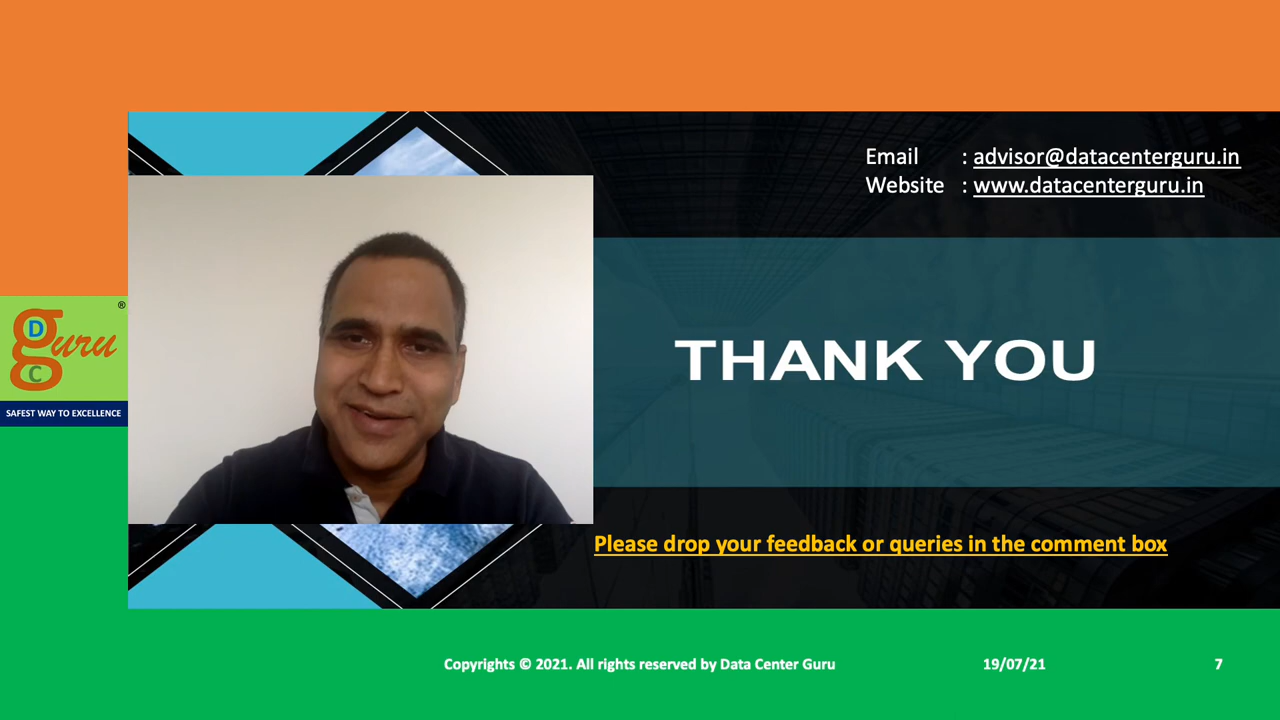 Email : advisor@datacenterguru.in
Website : www.datacenterguru.in
®
DC guru
SAFEST WAY TO EXCELLENCE
THANK YOU
Please drop your feedback or queries in the comment box
Copyrights © 2021. All rights reserved by Data Center Guru 19/07/21 7